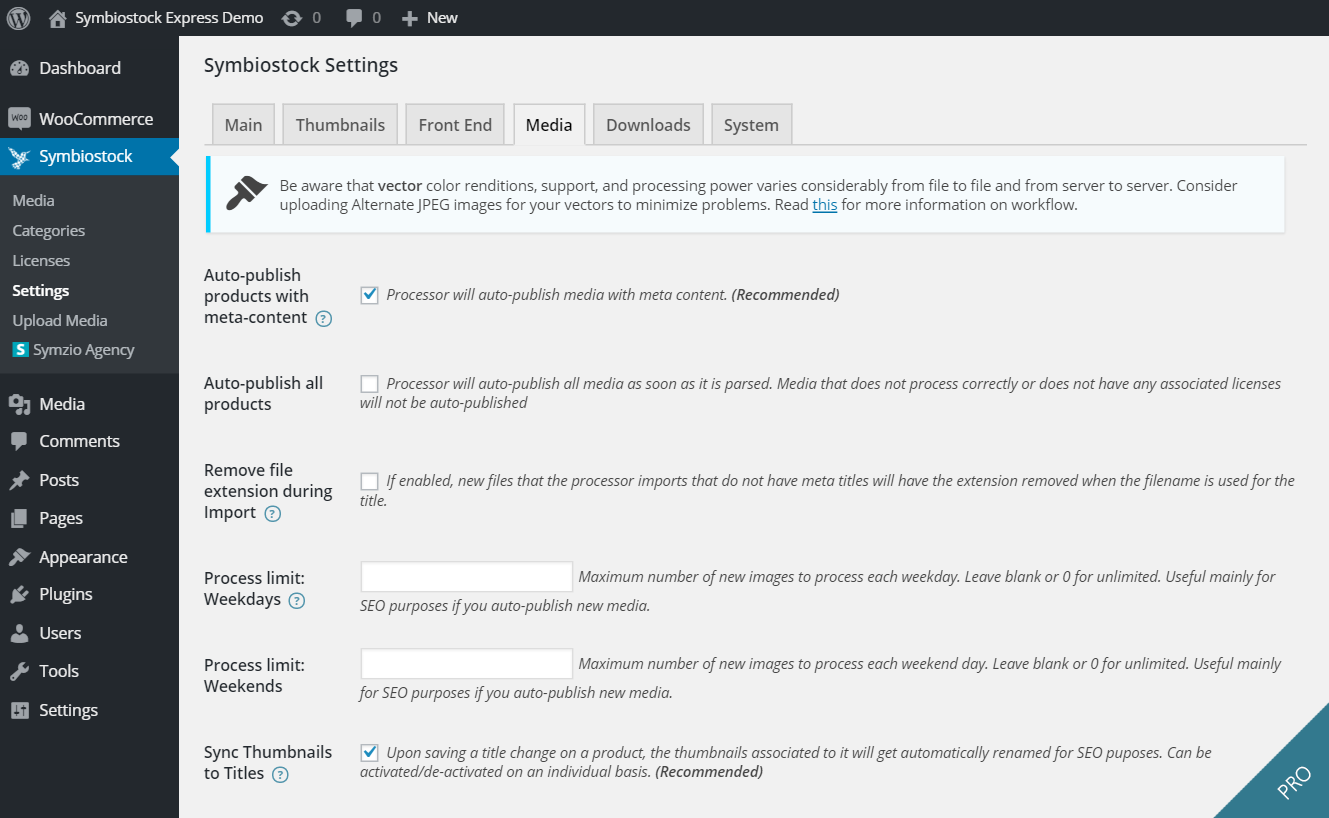 Symbiostock Express Demo 0 0 New
Dashboard
WOO WooCommerce
Symbiostock
Media
Categories
Licenses
Settings
Upload Media
S Symzio Agency
Media
Comments
Posts
Pages
Appearance
Plugins
Users
Tools
Settings
Symbiostock Settings
Main Thumbnails Front End Media Downloads System
Be aware that vector color renditions, support, and processing power varies considerably from file to file and from server to server. Consider
uploading Alternate JPEG images for your vectors to minimize problems. Read this for more information on workflow.
Auto-publish
products with
meta-content ?
Processor will auto-publish media with meta content. (Recommended)
Auto-publish all
products
Processor will auto-publish all media as soon as it is parsed. Media that does not process correctly or does not have any associated licenses
will not be auto-published
Remove file
extension during
Import ?
If enabled, new files that the processor imports that do not have meta titles will have the extension removed when the filename is used for the
title.
Process limit:
Weekdays ?
Maximum number of new images to process each weekday. Leave blank or 0 for unlimited. Useful mainly for
SEO purposes if you auto-publish new media.
Process limit:
Weekends
Maximum number of new images to process each weekend day. Leave blank or 0 for unlimited. Useful mainly
for SEO purposes if you auto-publish new media.
Sync Thumbnails
to Titles ?
Upon saving a title change on a product, the thumbnails associated to it will get automatically renamed for SEO puposes. Can be
activated/de-activated on an individual basis. (Recommended)
PRO